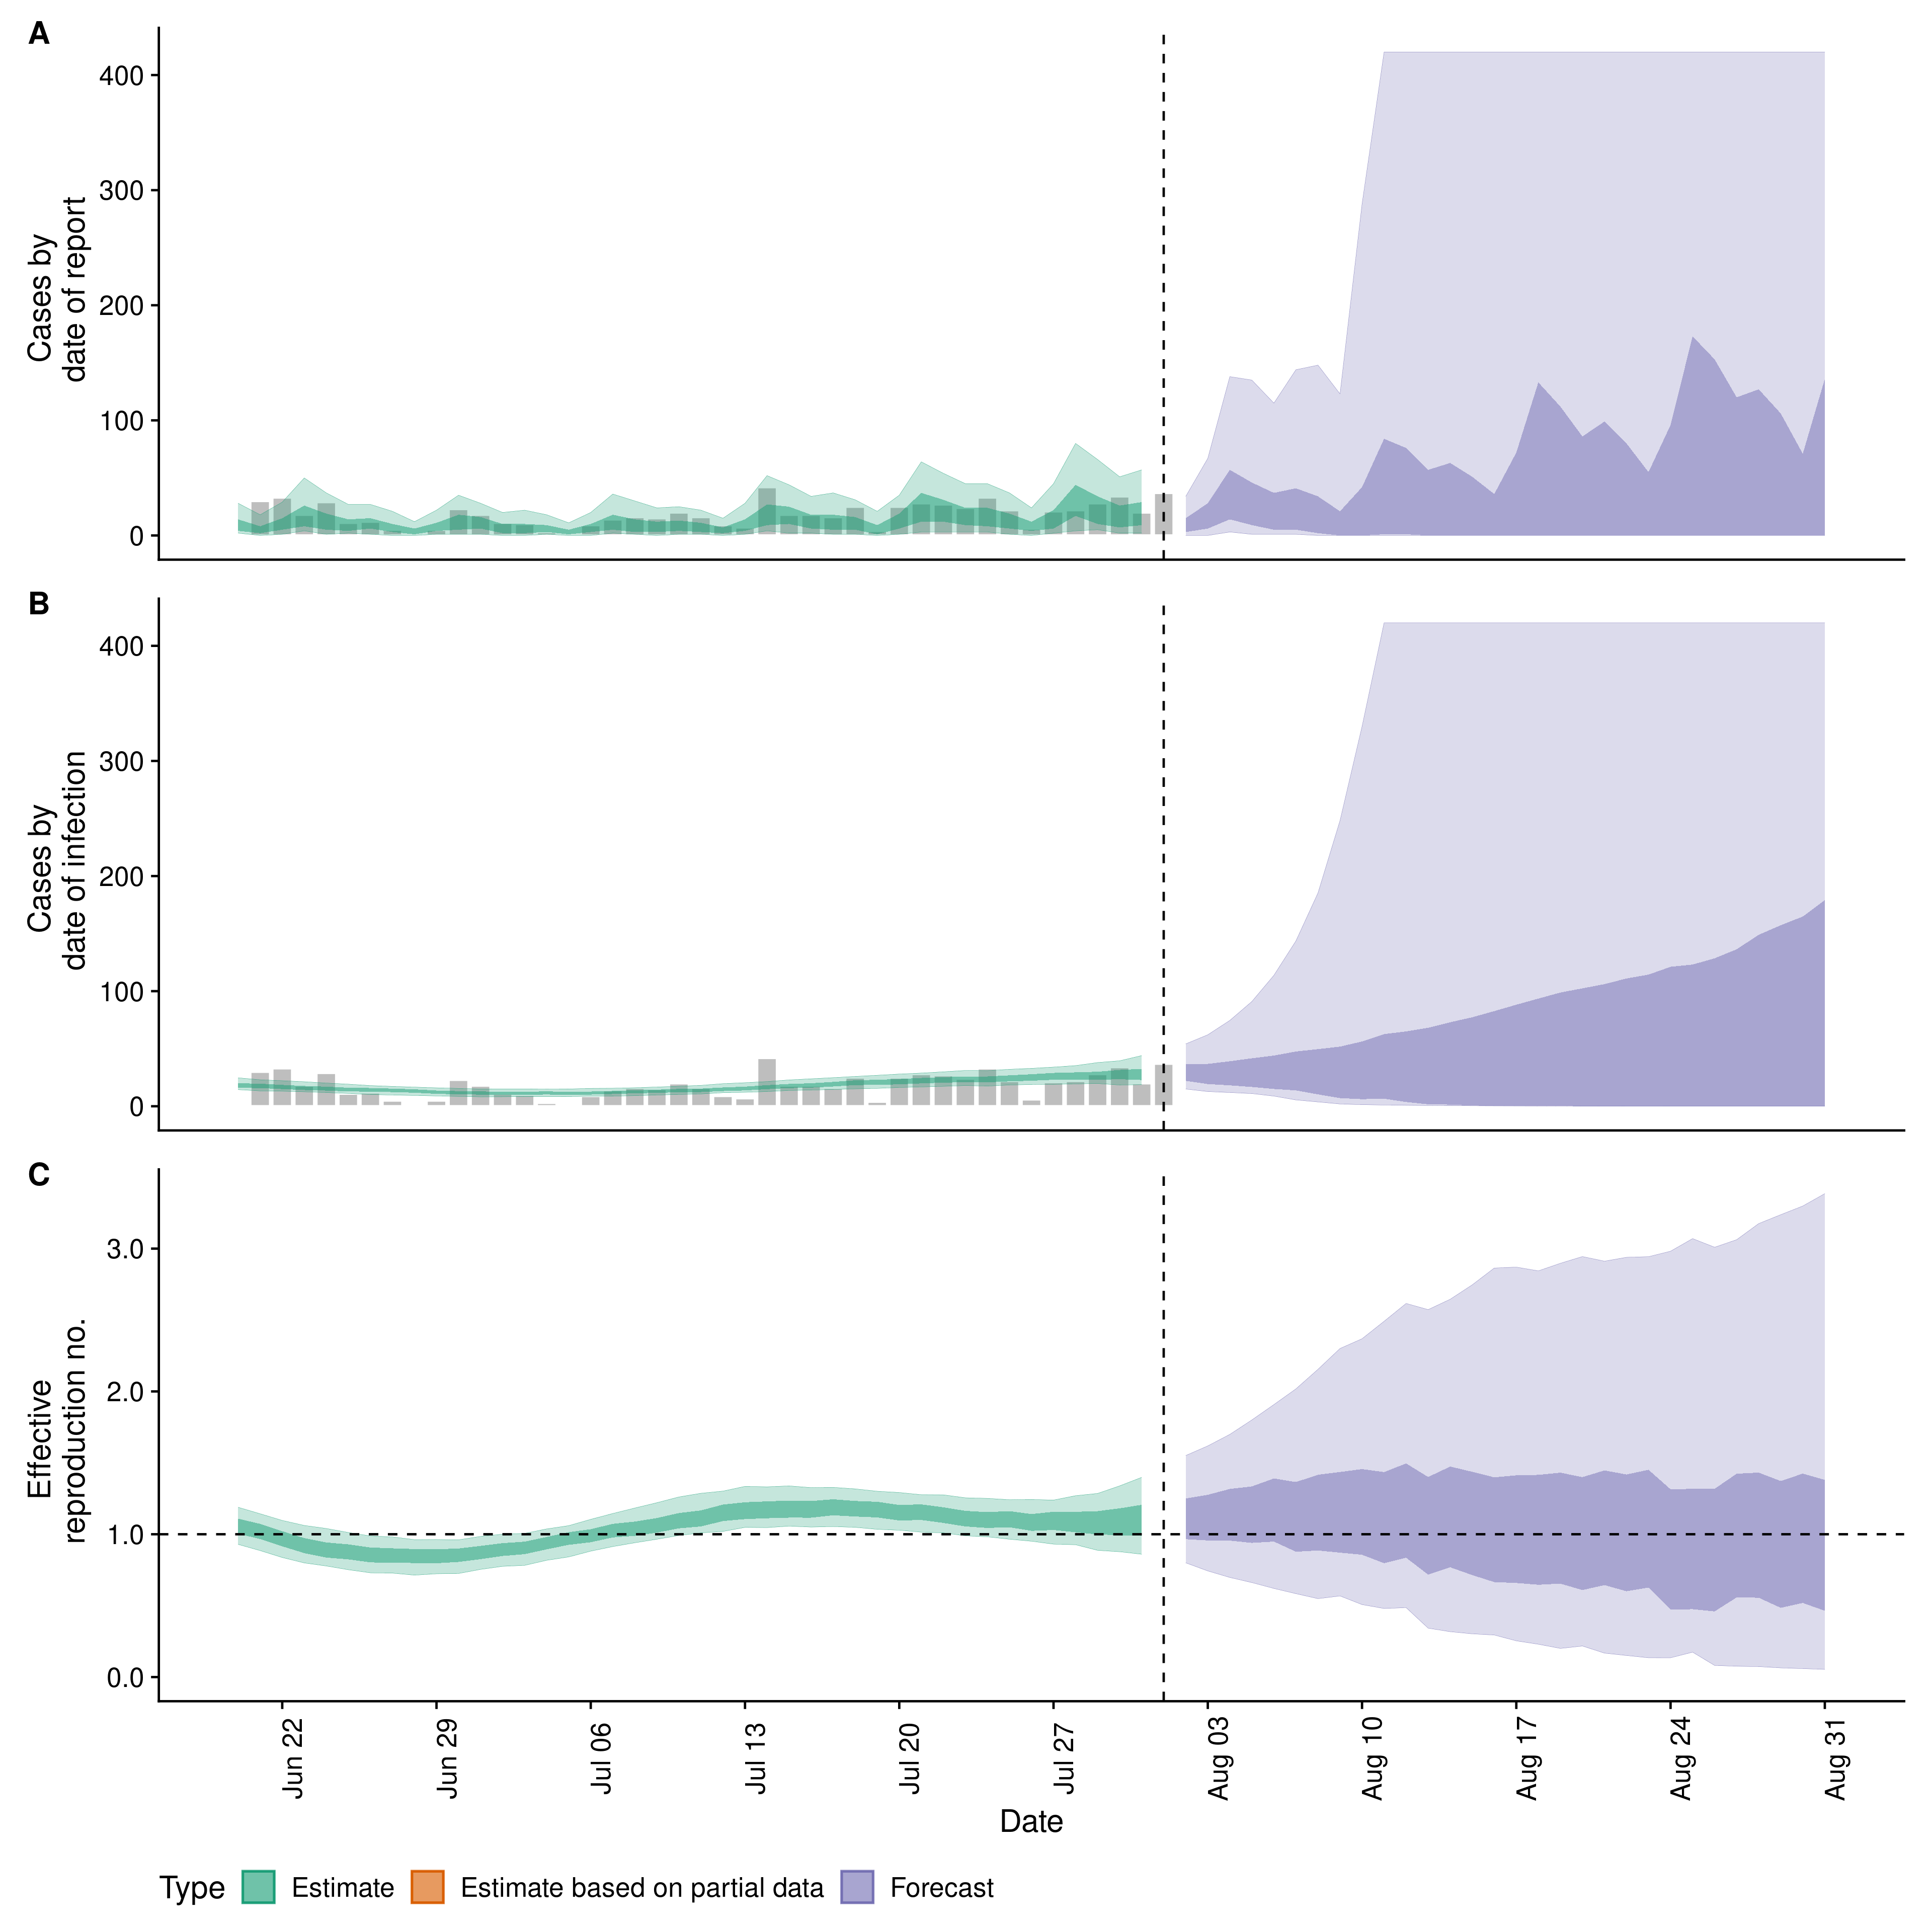 A
400
300
200
100
0
Cases by
date of report
B
400
300
200
100
0
Cases by
date of infection
C
3.0
2.0
1.0
0.0
Effective
reproduction no.
Jun 22
Jun 29
Jul 06
Jul 13
Jul 20
Jul 27
Aug 03
Aug 10
Aug 17
Aug 24
Aug 31
Date
Type Estimate Estimate based on partial data Forecast